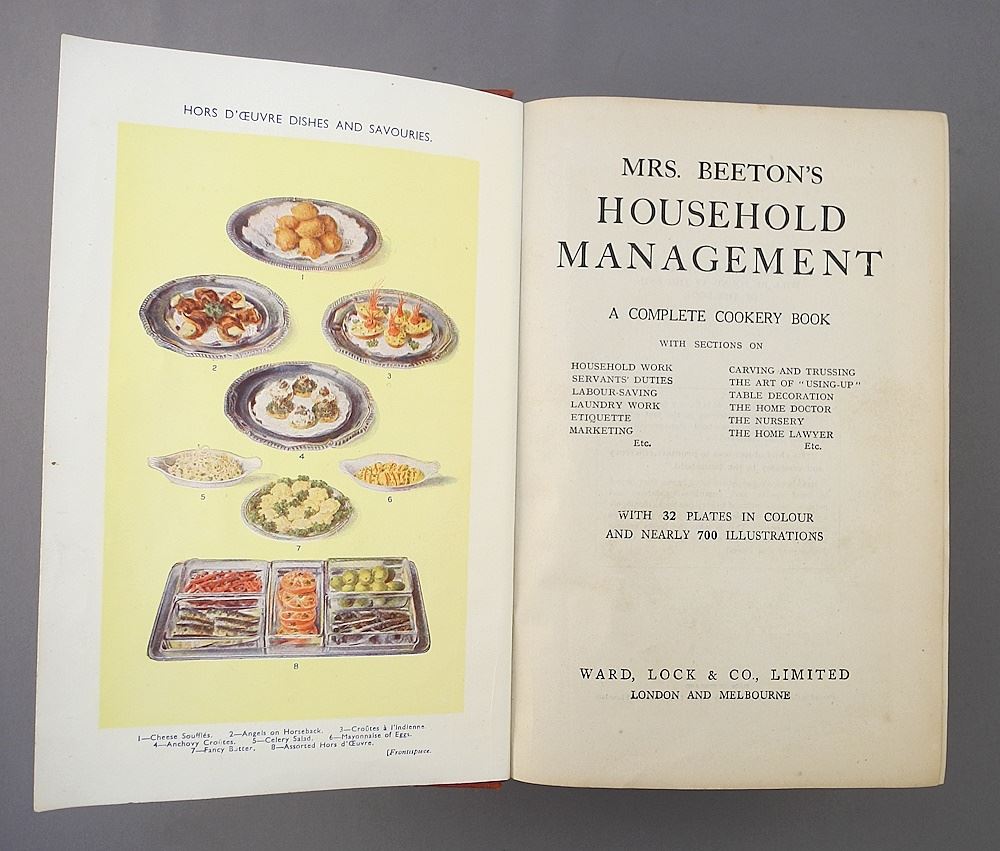 HORS D'ŒUVRE DISHES AND SAVOURIES.
1
2
3
4
5
6
7
8
1—Cheese Soufflés. 2—Angels on Horseback. 3—Croûtes à l'Indienne.
4—Anchovy Croûtes. 5—Celery Salad. 6—Mayonnaise of Eggs.
7—Fancy Butter. 8—Assorted Hors d'Œuvre.
[Frontispiece.
MRS. BEETON'S
HOUSEHOLD
MANAGEMENT
A COMPLETE COOKERY BOOK
WITH SECTIONS ON
HOUSEHOLD WORK
SERVANTS' DUTIES
LABOUR-SAVING
LAUNDRY WORK
ETIQUETTE
MARKETING
Etc.
CARVING AND TRUSSING
THE ART OF "USING-UP"
TABLE DECORATION
THE HOME DOCTOR
THE NURSERY
THE HOME LAWYER
Etc.
WITH 32 PLATES IN COLOUR
AND NEARLY 700 ILLUSTRATIONS
WARD, LOCK & CO., LIMITED
LONDON AND MELBOURNE